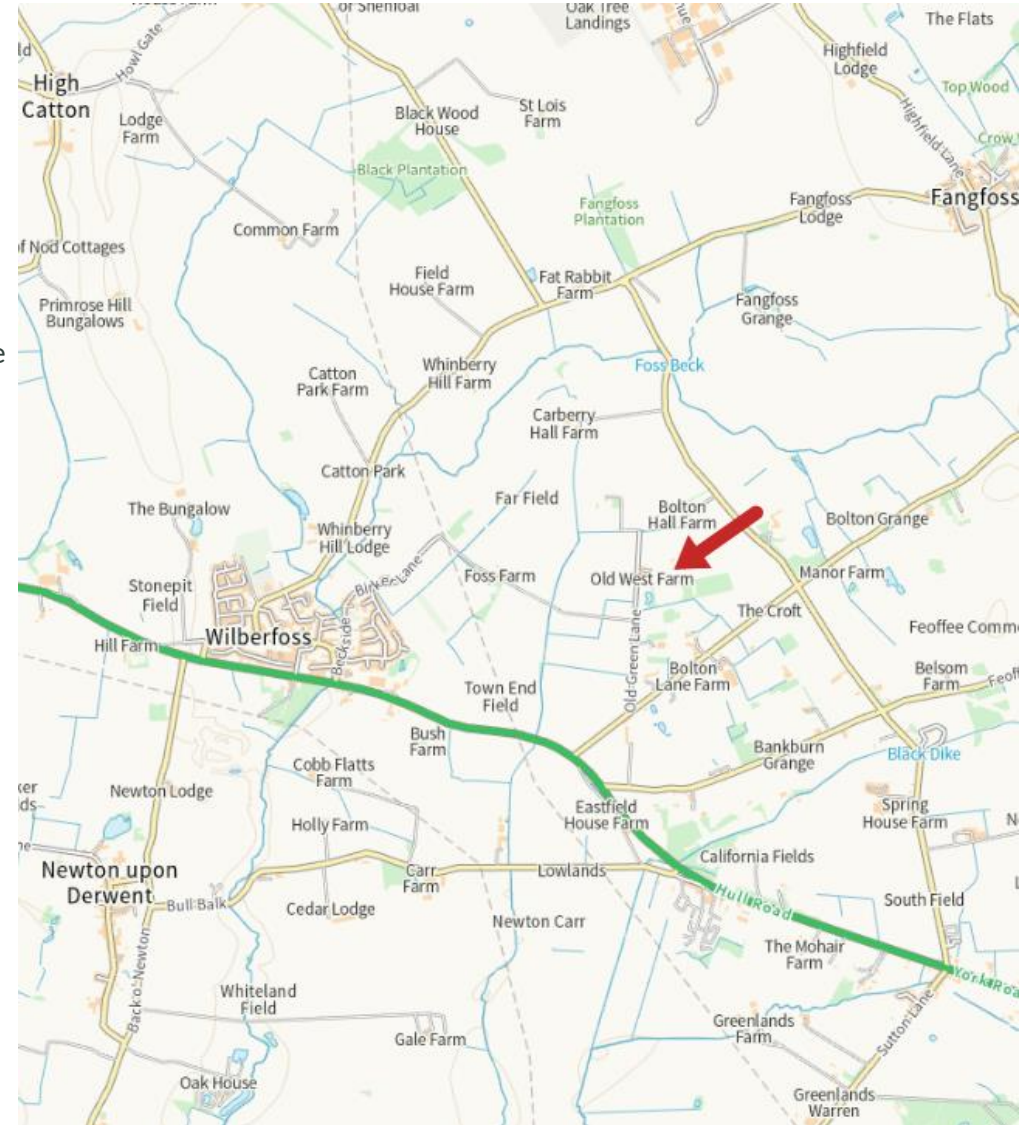 or Shenoal
Oak Tree
Landings
The Flats
Highfield
Lodge
Top Wood
Howl Gate
High
Catton
Lodge
Farm
Black Wood
House
St Lois
Farm
Highfield Lane
Crow
Black Plantation
Fangfoss
Plantation
Fangfoss
Lodge
Fangfoss
Common Farm
of Nod Cottages
Field
House Farm
Fat Rabbit
Farm
Fangfoss
Grange
Primrose Hill
Bungalows
Whinberry
Hill Farm
Foss Beck
Catton
Park Farm
Carberry
Hall Farm
Catton Park
Far Field
The Bungalow
Bolton
Hall Farm
Bolton Grange
Whinberry
Hill Lodge
Stonepit
Field
Birker Lane
Foss Farm
Old West Farm
Manor Farm
The Croft
Hill Farm
Wilberfoss
Beckside
Feoffee Comm
Old Green Lane
Bolton
Lane Farm
Belsom
Farm
Feoff
Town End
Field
Bush
Farm
Bankburn
Grange
Black Dike
Newton Lodge
Cobb Flatts
Farm
Eastfield
House Farm
Spring
House Farm
Holly Farm
California Fields
Newton upon
Derwent
Carr
Farm
Lowlands
Hull Road
South Field
Bull Balk
Cedar Lodge
Newton Carr
The Mohair
Farm
York Roa
Back o' Newton
Whiteland
Field
Gale Farm
Greenlands
Farm
Sutton Lane
Oak House
Greenlands
Warren